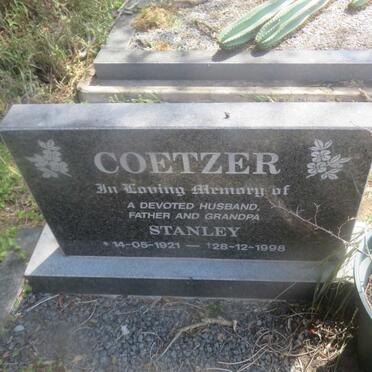 COETZER
In Loving Memory of
A DEVOTED HUSBAND,
FATHER AND GRANDPA
STANLEY
* 14-05-1921 — †28-12-1998